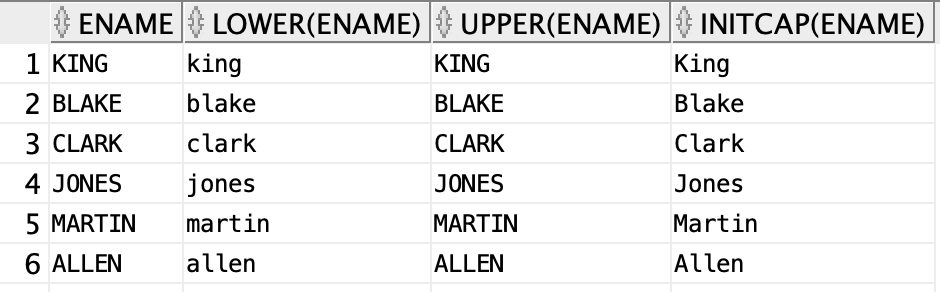 ENAME LOWER(ENAME) UPPER(ENAME) INITCAP(ENAME)
1 KING king KING King
2 BLAKE blake BLAKE Blake
3 CLARK clark CLARK Clark
4 JONES jones JONES Jones
5 MARTIN martin MARTIN Martin
6 ALLEN allen ALLEN Allen